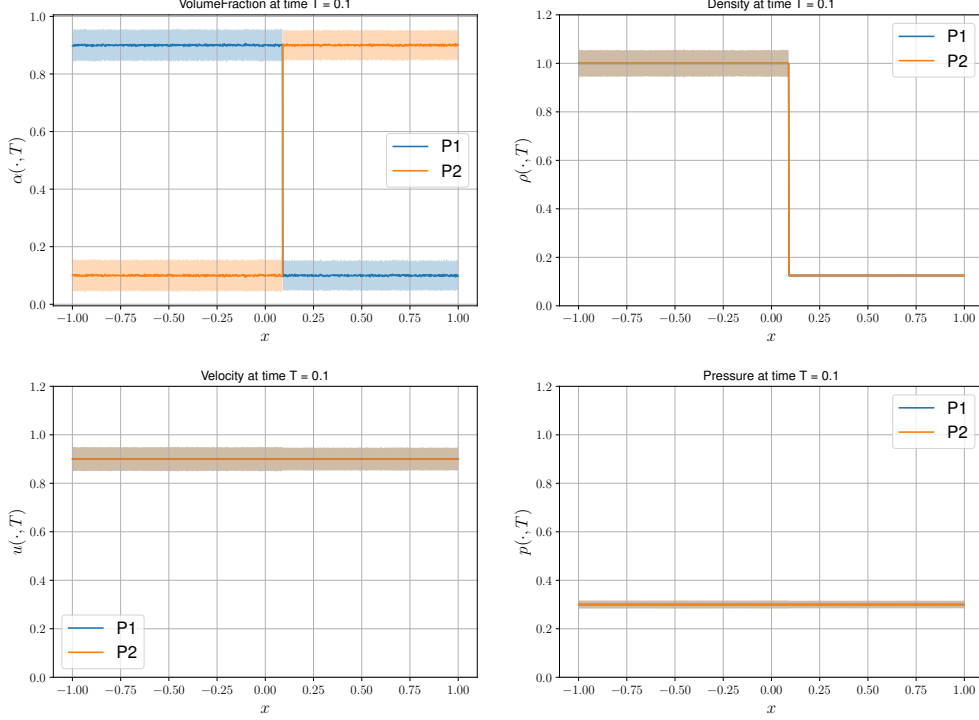 VolumeFraction at time T = 0.1
1.0
0.8
0.6
0.4
0.2
0.0
α(·, T)
P1
P2
−1.00 −0.75 −0.50 −0.25 0.00 0.25 0.50 0.75 1.00
x
Density at time T = 0.1
1.2
1.0
0.8
0.6
0.4
0.2
0.0
ρ(·, T)
P1
P2
−1.00 −0.75 −0.50 −0.25 0.00 0.25 0.50 0.75 1.00
x
Velocity at time T = 0.1
1.2
1.0
0.8
0.6
0.4
0.2
0.0
u(·, T)
P1
P2
−1.00 −0.75 −0.50 −0.25 0.00 0.25 0.50 0.75 1.00
x
Pressure at time T = 0.1
1.2
1.0
0.8
0.6
0.4
0.2
0.0
p(·, T)
P1
P2
−1.00 −0.75 −0.50 −0.25 0.00 0.25 0.50 0.75 1.00
x